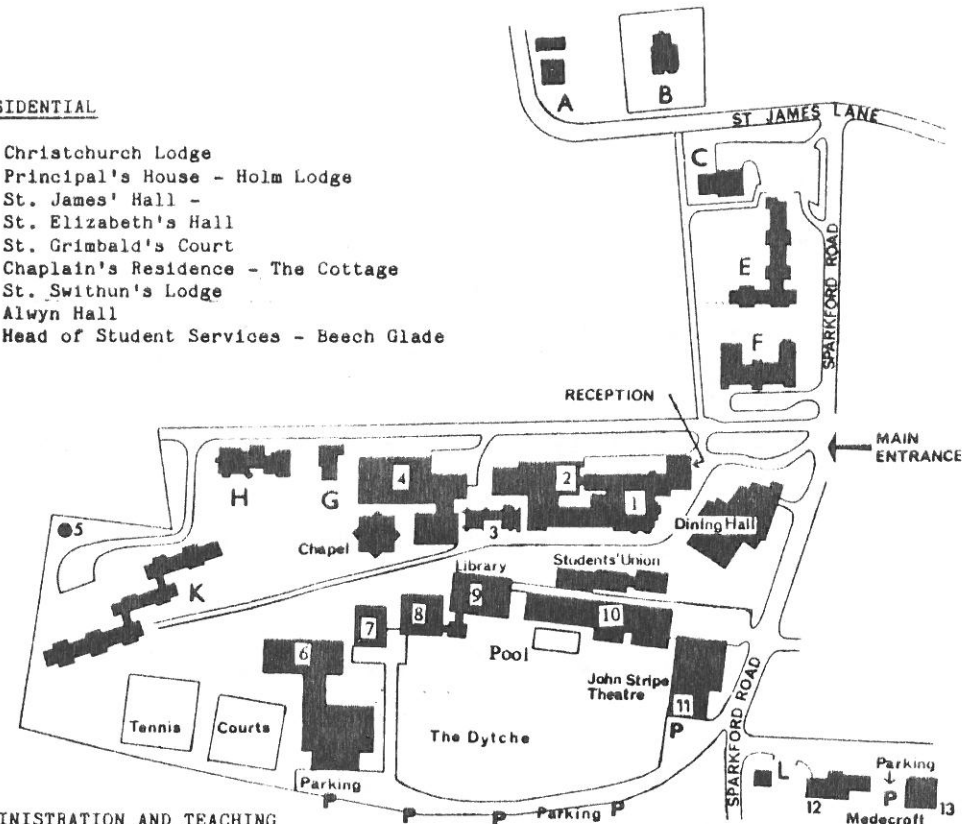 SIDENTIAL
Christchurch Lodge
Principal's House - Holm Lodge
St. James' Hall -
St. Elizabeth's Hall
St. Grimbald's Court
Chaplain's Residence - The Cottage
St. Swithun's Lodge
Alwyn Hall
Head of Student Services - Beech Glade
A
B
ST JAMES LANE
C
E
SPARKFORD ROAD
F
RECEPTION
MAIN
ENTRANCE
H
G
4
2
1
3
5
Chapel
Dining Hall
K
Library
Students' Union
9
8
10
7
6
Pool
John Stripe
Theatre
11
P
Tennis
Courts
The Dytche
SPARKFORD ROAD
Parking
P
P
P
Parking
P
L
12
Parking
P
13
Medecroft
INISTRATION AND TEACHING